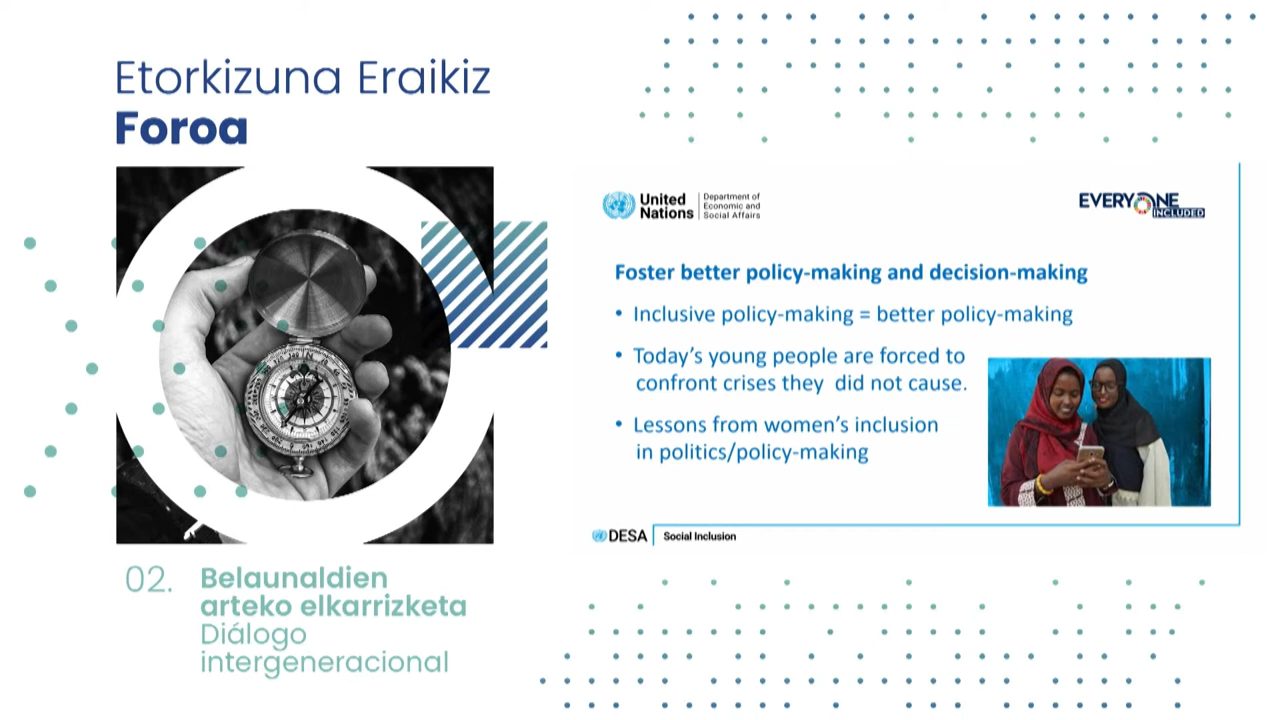 Etorkizuna Eraikiz
Foroa
02.
Belaunaldien
arteko elkarrizketa
Diálogo
intergeneracional
United
Nations
Department of
Economic and
Social Affairs
EVERYONE
INCLUDED
Foster better policy-making and decision-making
• Inclusive policy-making = better policy-making
• Today's young people are forced to
confront crises they did not cause.
• Lessons from women's inclusion
in politics/policy-making
DESA
Social Inclusion